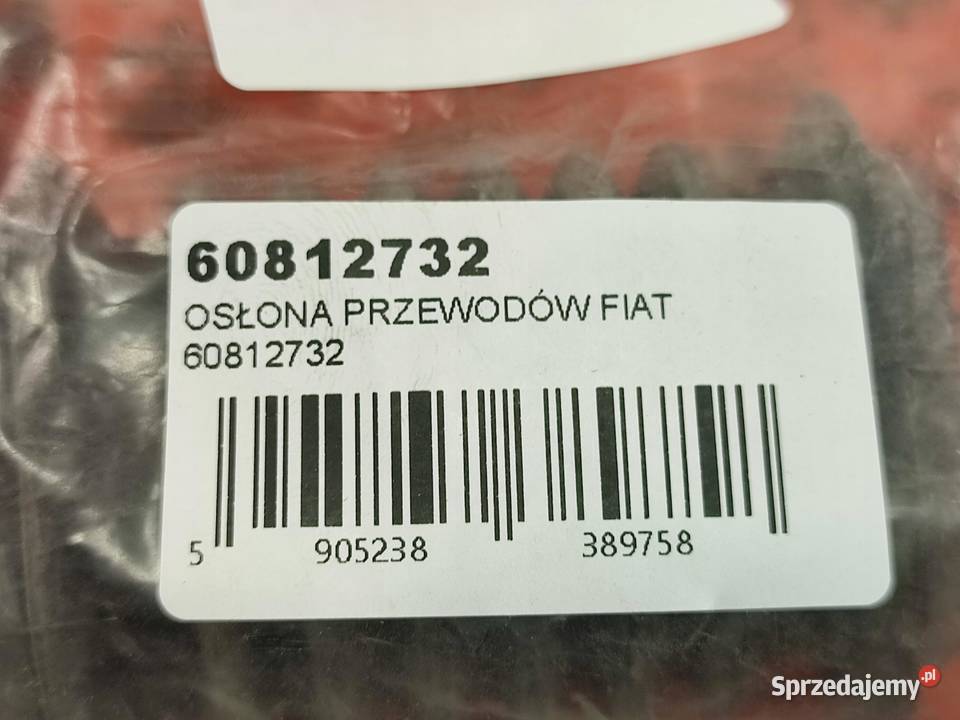 60812732
OSŁONA PRZEWODÓW FIAT
60812732
5 905238 389758
Sprzedajemy.pl